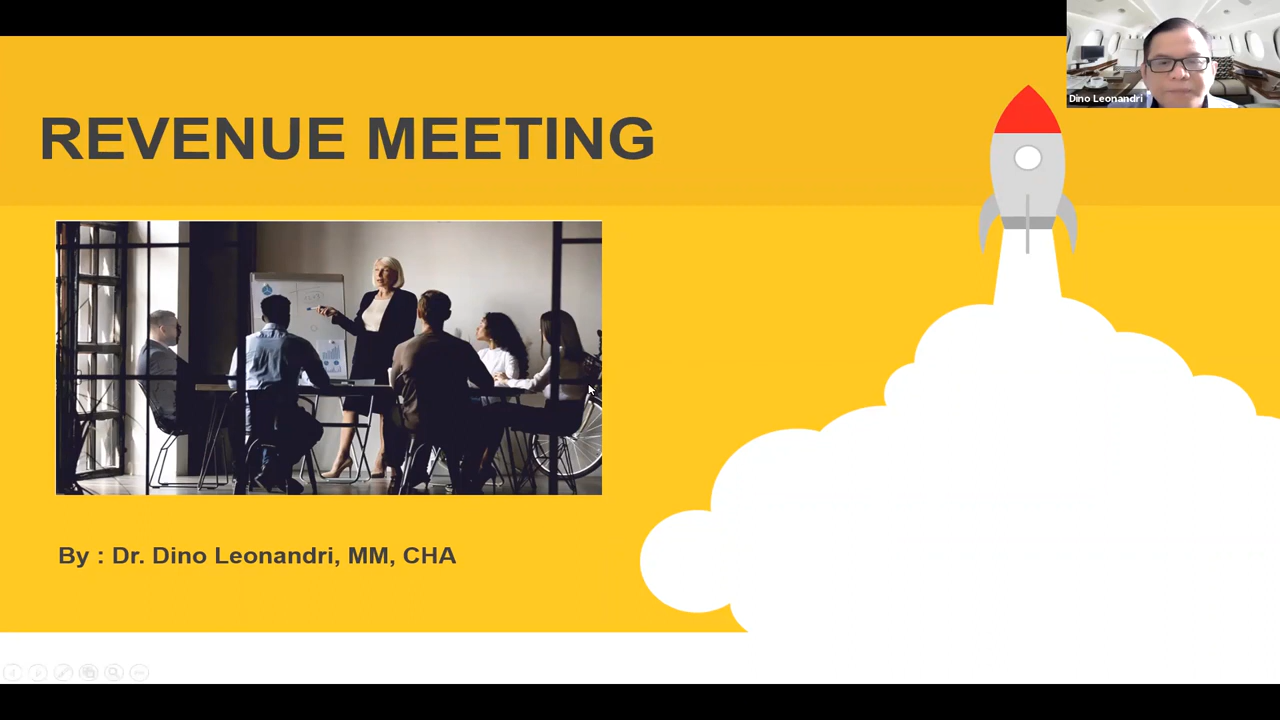 REVENUE MEETING
Dino Leonandri
By : Dr. Dino Leonandri, MM, CHA